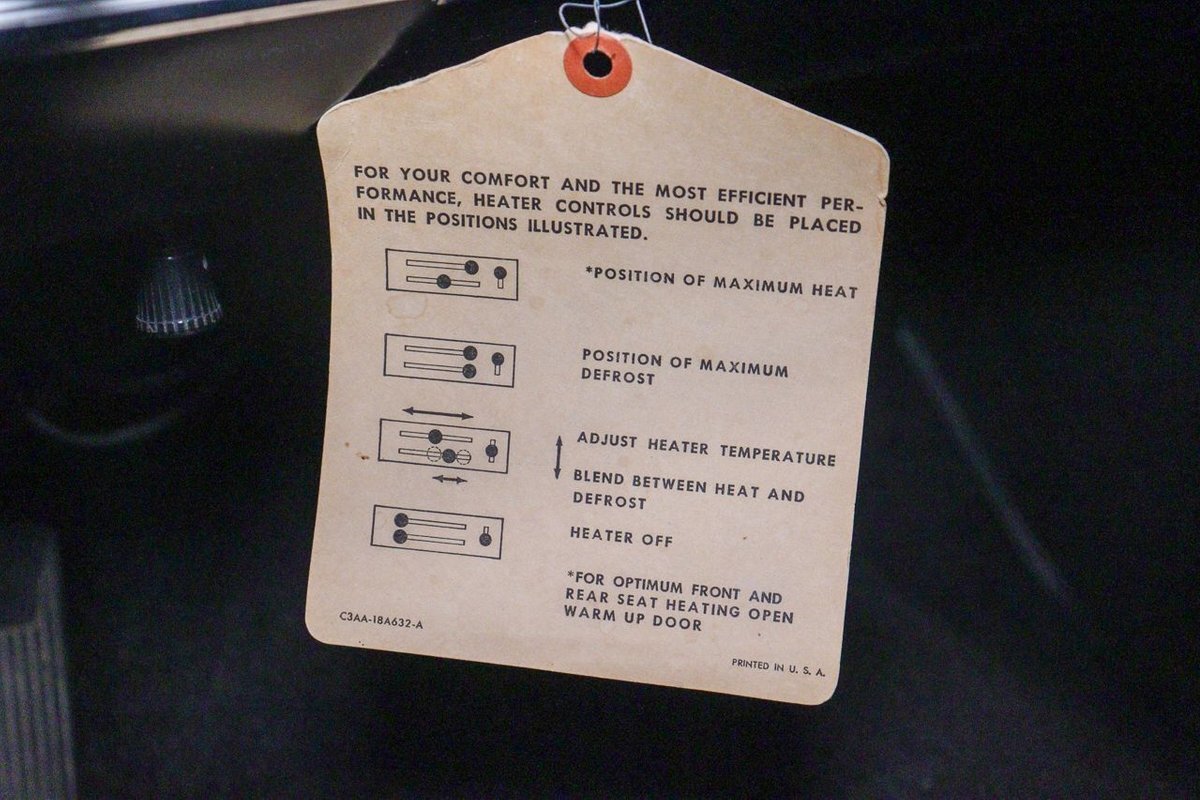 FOR YOUR COMFORT AND THE MOST EFFICIENT PER-
FORMANCE, HEATER CONTROLS SHOULD BE PLACED
IN THE POSITIONS ILLUSTRATED.
*POSITION OF MAXIMUM HEAT
POSITION OF MAXIMUM
DEFROST
ADJUST HEATER TEMPERATURE
BLEND BETWEEN HEAT AND
DEFROST
HEATER OFF
*FOR OPTIMUM FRONT AND
REAR SEAT HEATING OPEN
WARM UP DOOR
C3AA-18A632-A
PRINTED IN U. S. A.